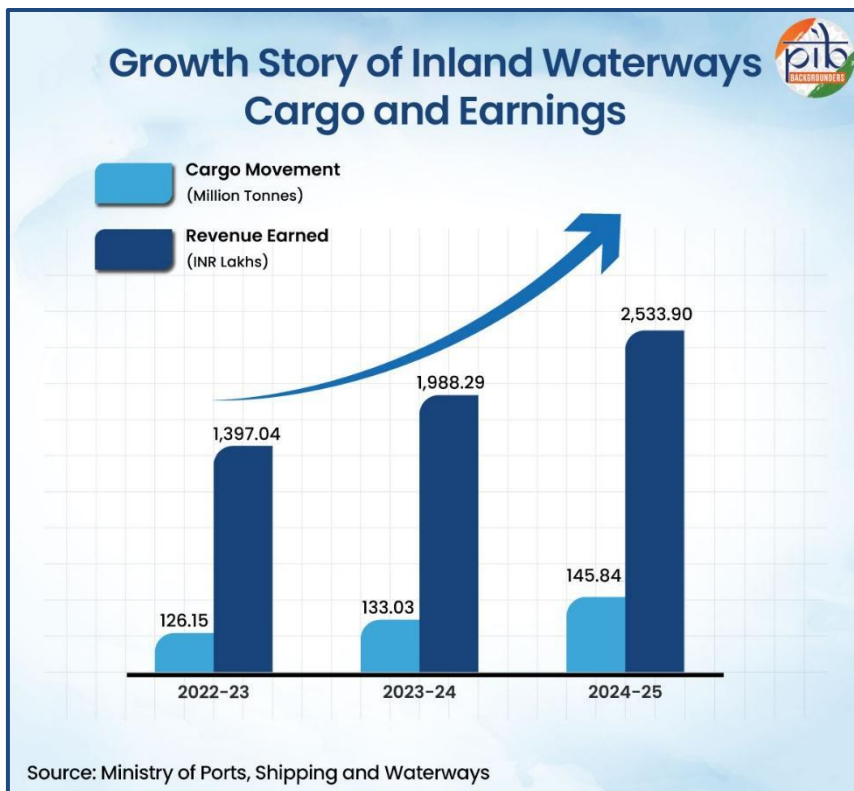 Growth Story of Inland Waterways
Cargo and Earnings
pib
BACKGROUNDERS
Cargo Movement
(Million Tonnes)
Revenue Earned
(INR Lakhs)
2,533.90
1,988.29
1,397.04
145.84
133.03
126.15
2022-23
2023-24
2024-25
Source: Ministry of Ports, Shipping and Waterways